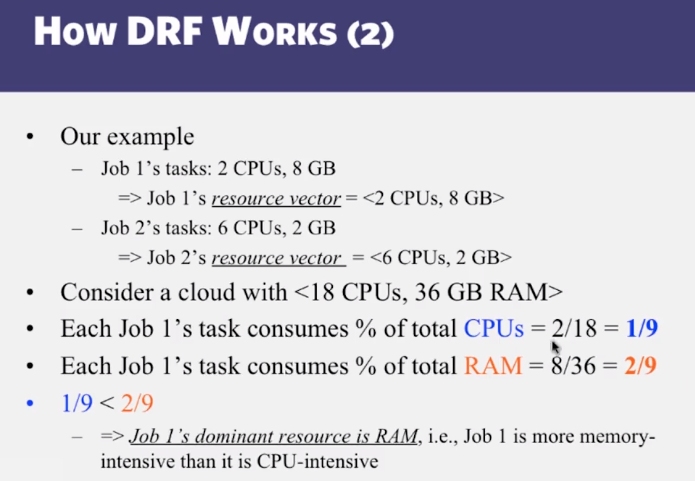 How DRF Works (2)
• Our example
– Job 1's tasks: 2 CPUs, 8 GB
=> Job 1's resource vector = <2 CPUs, 8 GB>
– Job 2's tasks: 6 CPUs, 2 GB
=> Job 2's resource vector = <6 CPUs, 2 GB>
• Consider a cloud with <18 CPUs, 36 GB RAM>
• Each Job 1's task consumes % of total CPUs = 2/18 = 1/9
• Each Job 1's task consumes % of total RAM = 8/36 = 2/9
• 1/9 < 2/9
– => Job 1's dominant resource is RAM, i.e., Job 1 is more memory-
intensive than it is CPU-intensive